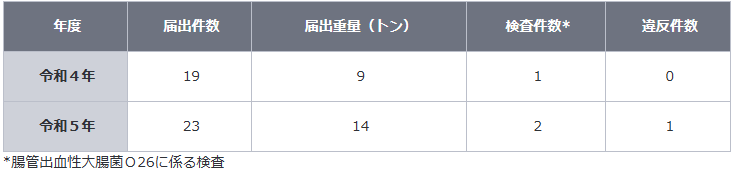 年度 届出件数 届出重量（トン） 検査件数* 違反件数
令和４年 19 9 1 0
令和５年 23 14 2 1
*腸管出血性大腸菌Ｏ26に係る検査